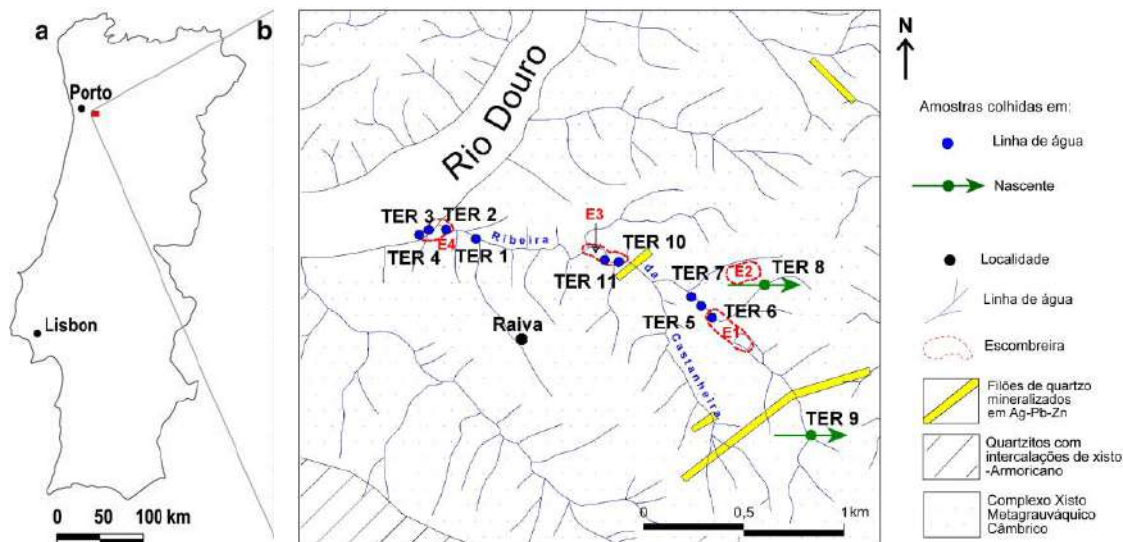 a
b
Porto
Lisbon
0 50 100 km
Rio Douro
TER 3
TER 2
E4
TER 4
TER 1
Ribeira
E3
TER 10
TER 11
da
TER 7
E2
TER 8
TER 5
TER 6
E1
Castanheira
Raiva
TER 9
0 0,5 1 km
N
Amostras colhidas em:
Linha de água
Nascente
Localidade
Linha de água
Escombreira
Filões de quartzo
mineralizados
em Ag-Pb-Zn
Quartzitos com
intercalações de xisto
-Armoricano
Complexo Xisto
Metagrauváquico
Câmbrico